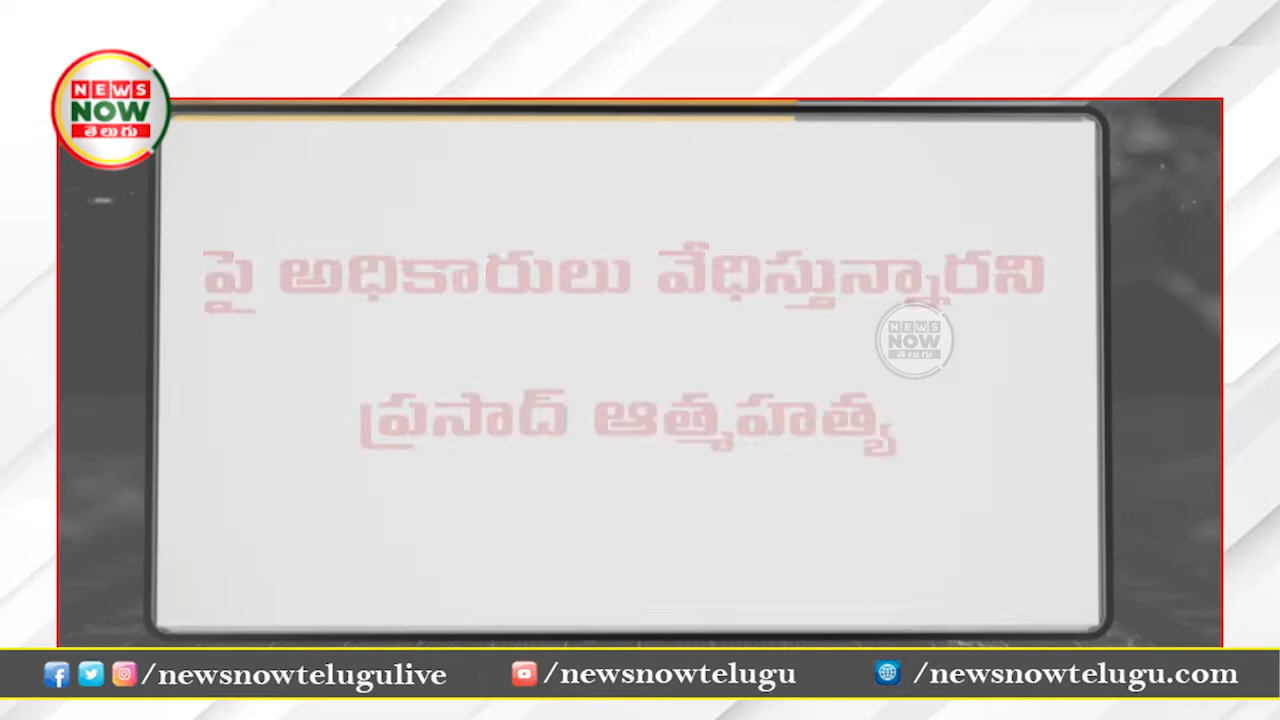 NEWS
NOW
తెలుగు
పై అధికారులు వేధిస్తున్నారని
NEWS
NOW
తెలుగు
ప్రసాద్ ఆత్మహత్య
/newsnowtelugulive /newsnowtelugu /newsnowtelugu.com